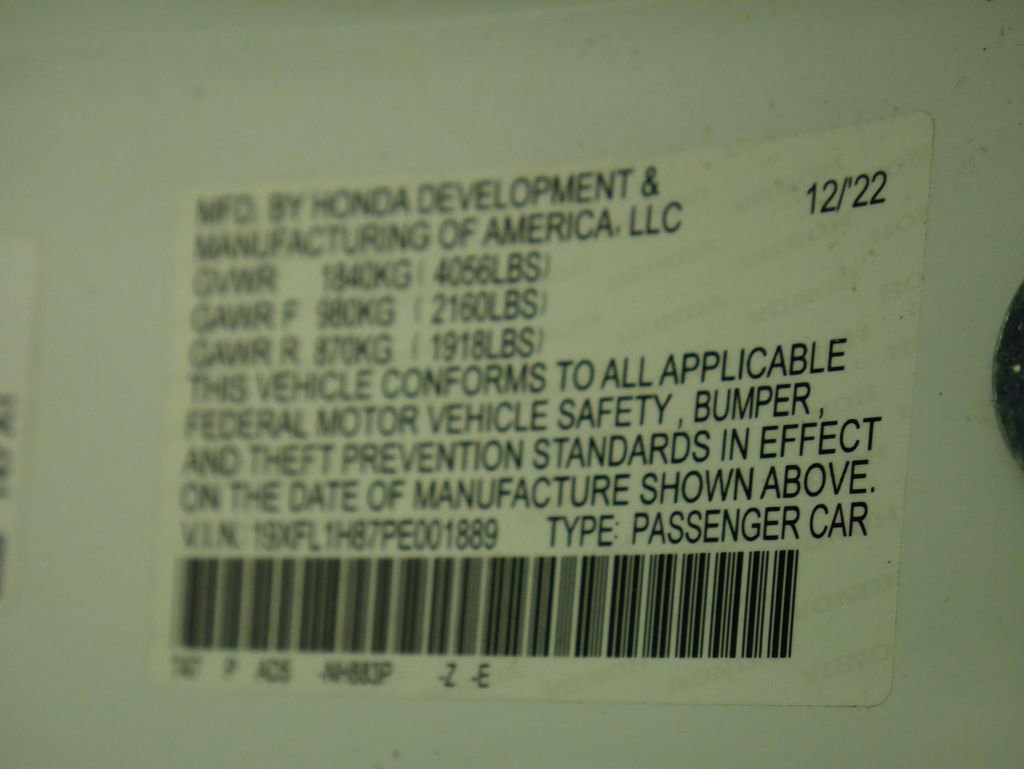 MFD. BY HONDA DEVELOPMENT & 12/'22
MANUFACTURING OF AMERICA, LLC
GVWR 1840KG ( 4056LBS)
GAWR F 980KG ( 2160LBS)
GAWR R 870KG ( 1918LBS)
THIS VEHICLE CONFORMS TO ALL APPLICABLE
FEDERAL MOTOR VEHICLE SAFETY , BUMPER ,
AND THEFT PREVENTION STANDARDS IN EFFECT
ON THE DATE OF MANUFACTURE SHOWN ABOVE.
V.I.N: 19XFL1H87PE001889 TYPE: PASSENGER CAR
P -NH883P -Z -E